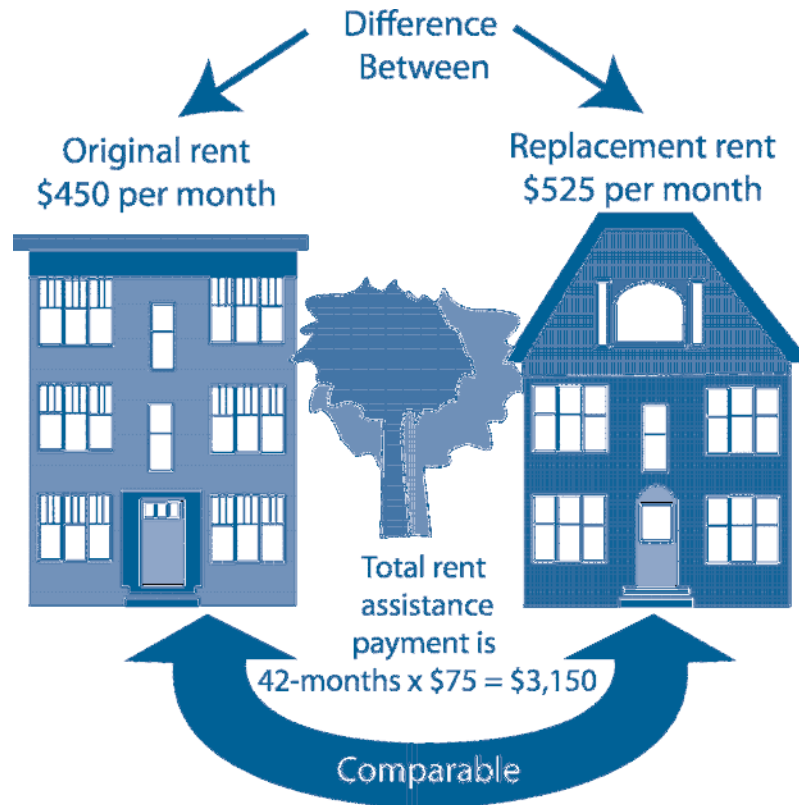 Difference
Between
Original rent
$450 per month
Replacement rent
$525 per month
Total rent
assistance
payment is
42-months x $75 = $3,150
Comparable